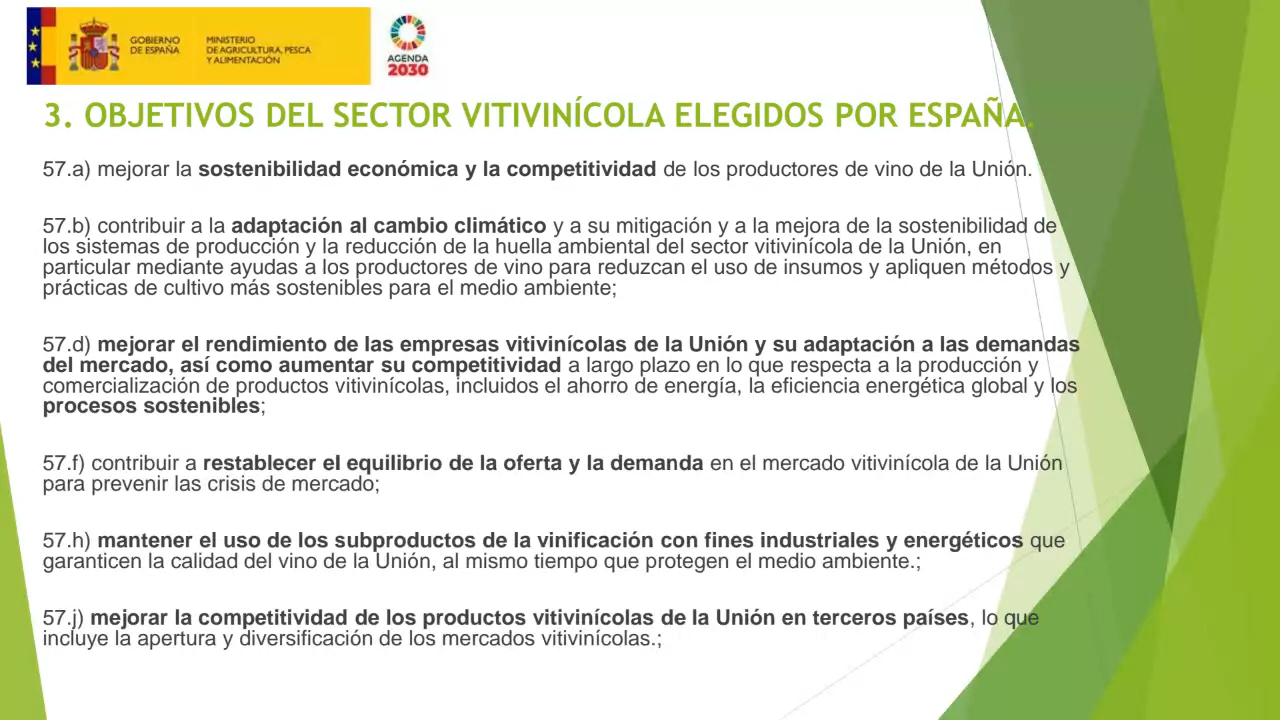 GOBIERNO
DE ESPAÑA
MINISTERIO
DE AGRICULTURA, PESCA
Y ALIMENTACIÓN
AGENDA
2030
3. OBJETIVOS DEL SECTOR VITIVINÍCOLA ELEGIDOS POR ESPAÑA.
57.a) mejorar la sostenibilidad económica y la competitividad de los productores de vino de la Unión.
57.b) contribuir a la adaptación al cambio climático y a su mitigación y a la mejora de la sostenibilidad de
los sistemas de producción y la reducción de la huella ambiental del sector vitivinícola de la Unión, en
particular mediante ayudas a los productores de vino para reduzcan el uso de insumos y apliquen métodos y
prácticas de cultivo más sostenibles para el medio ambiente;
57.d) mejorar el rendimiento de las empresas vitivinícolas de la Unión y su adaptación a las demandas
del mercado, así como aumentar su competitividad a largo plazo en lo que respecta a la producción y
comercialización de productos vitivinícolas, incluidos el ahorro de energía, la eficiencia energética global y los
procesos sostenibles;
57.f) contribuir a restablecer el equilibrio de la oferta y la demanda en el mercado vitivinícola de la Unión
para prevenir las crisis de mercado;
57.h) mantener el uso de los subproductos de la vinificación con fines industriales y energéticos que
garanticen la calidad del vino de la Unión, al mismo tiempo que protegen el medio ambiente.;
57.j) mejorar la competitividad de los productos vitivinícolas de la Unión en terceros países, lo que
incluye la apertura y diversificación de los mercados vitivinícolas.;